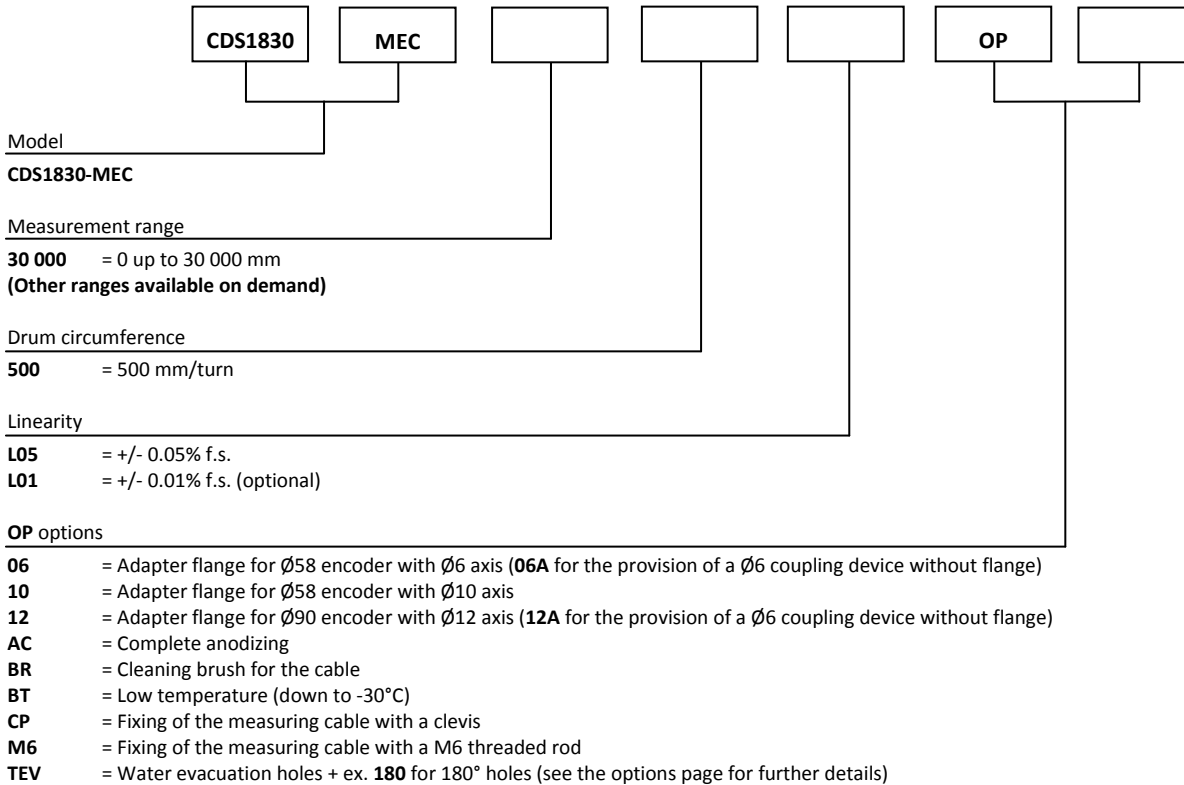 CDS1830 MEC OP
Model
CDS1830-MEC
Measurement range
30 000 = 0 up to 30 000 mm
(Other ranges available on demand)
Drum circumference
500 = 500 mm/turn
Linearity
L05 = +/- 0.05% f.s.
L01 = +/- 0.01% f.s. (optional)
OP options
06 = Adapter flange for Ø58 encoder with Ø6 axis (06A for the provision of a Ø6 coupling device without flange)
10 = Adapter flange for Ø58 encoder with Ø10 axis
12 = Adapter flange for Ø90 encoder with Ø12 axis (12A for the provision of a Ø6 coupling device without flange)
AC = Complete anodizing
BR = Cleaning brush for the cable
BT = Low temperature (down to -30°C)
CP = Fixing of the measuring cable with a clevis
M6 = Fixing of the measuring cable with a M6 threaded rod
TEV = Water evacuation holes + ex. 180 for 180° holes (see the options page for further details)